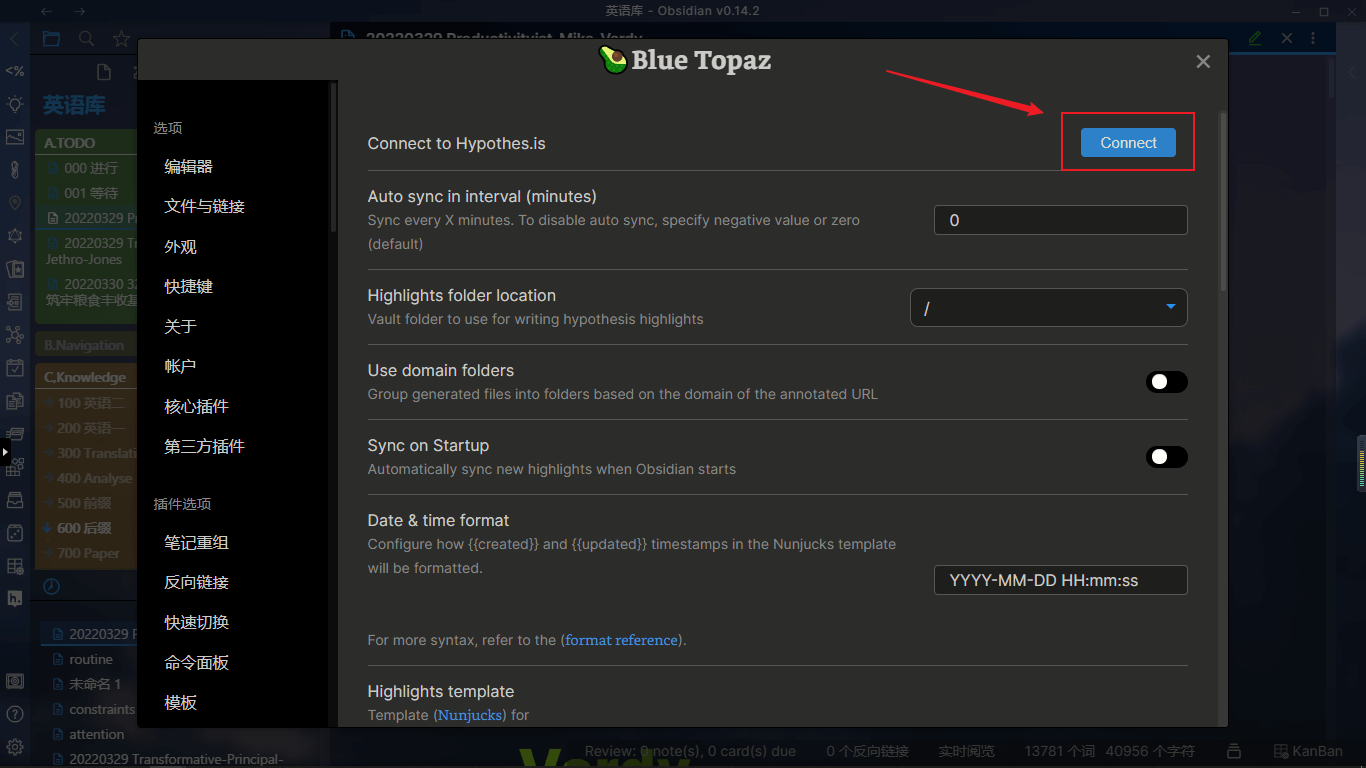 英语库 - Obsidian v0.14.2
20220329 Productivityist-Mike-Vardy
英语库
A.TODO
000 进行
001 等待
20220329 Pr
20220329 Tr
Jethro-Jones
20220330 32
筑牢粮食丰收基
B.Navigation
C,Knowledge
100 英语二
200 英语一
300 Translati
400 Analyse
500 前缀
600 后缀
700 Paper
20220329 P
routine
未命名 1
constraints
attention
20220329 Transformative-Principal-
Blue Topaz
选项
编辑器
文件与链接
外观
快捷键
关于
帐户
核心插件
第三方插件
插件选项
笔记重组
反向链接
快速切换
命令面板
模板
Connect to Hypothes.is
Connect
Auto sync in interval (minutes)
Sync every X minutes. To disable auto sync, specify negative value or zero
(default)
0
Highlights folder location
Vault folder to use for writing hypothesis highlights
/
Use domain folders
Group generated files into folders based on the domain of the annotated URL
Sync on Startup
Automatically sync new highlights when Obsidian starts
Date & time format
Configure how {{created}} and {{updated}} timestamps in the Nunjucks template
will be formatted.
YYYY-MM-DD HH:mm:ss
For more syntax, refer to the (format reference).
Highlights template
Template (Nunjucks) for
Review: 0 note(s), 0 card(s) due
0 个反向链接
实时阅览
13781 个词
40956 个字符
KanBan